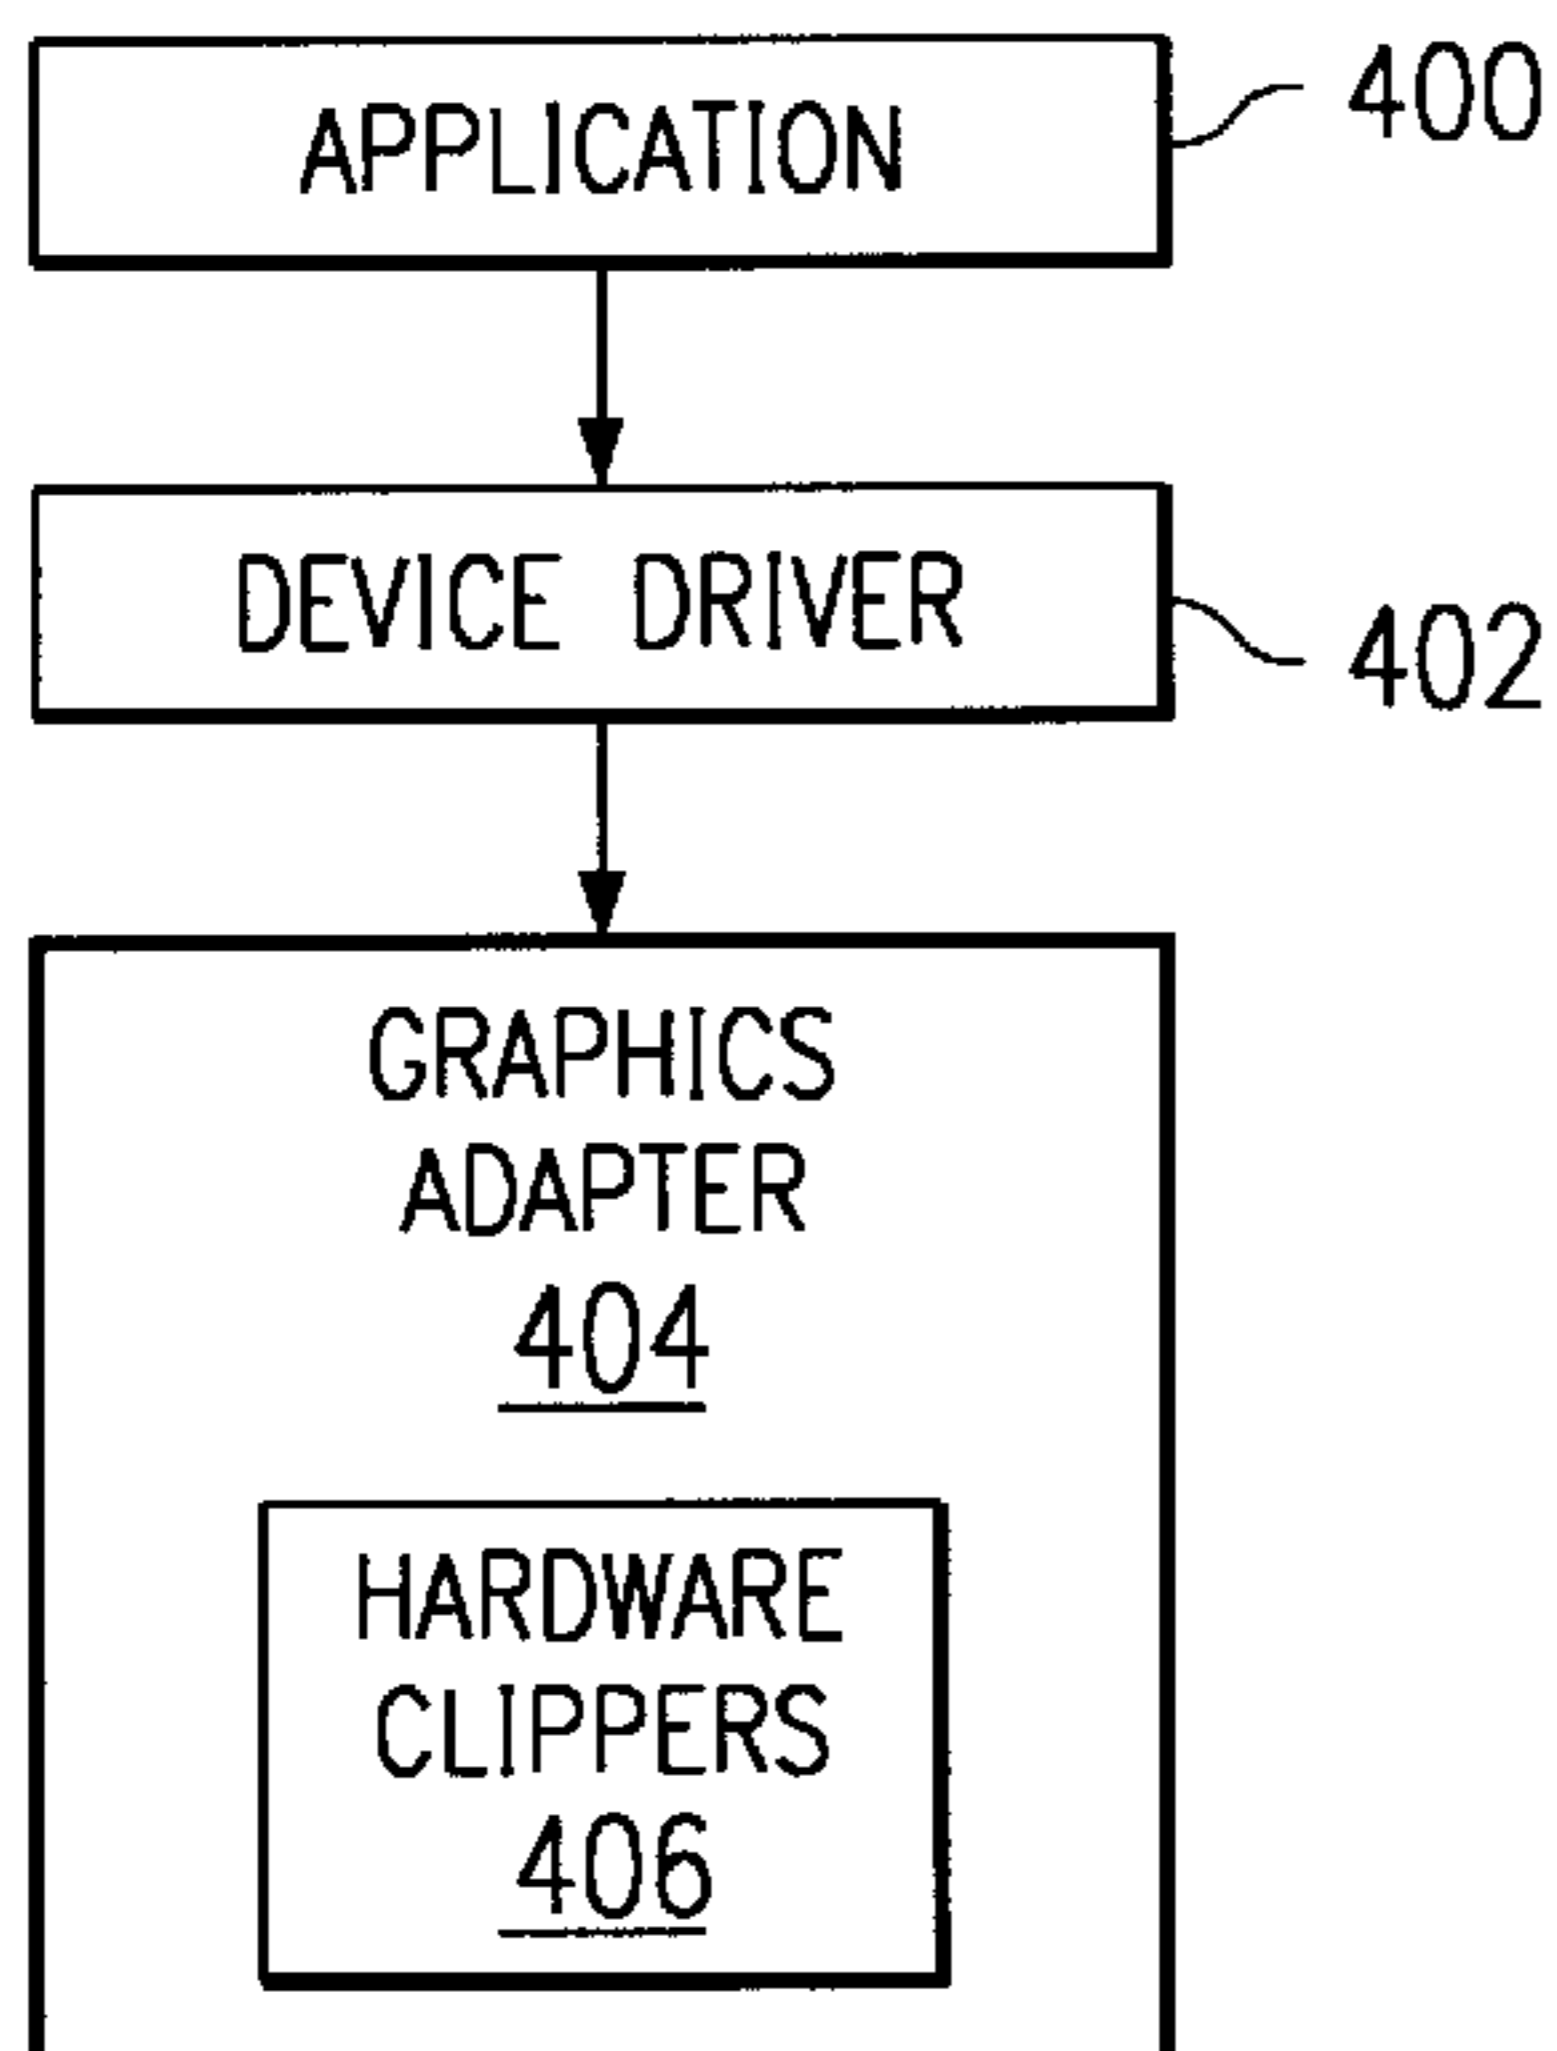 APPLICATION
400
DEVICE DRIVER
402
GRAPHICS
ADAPTER
404
HARDWARE
CLIPPERS
406